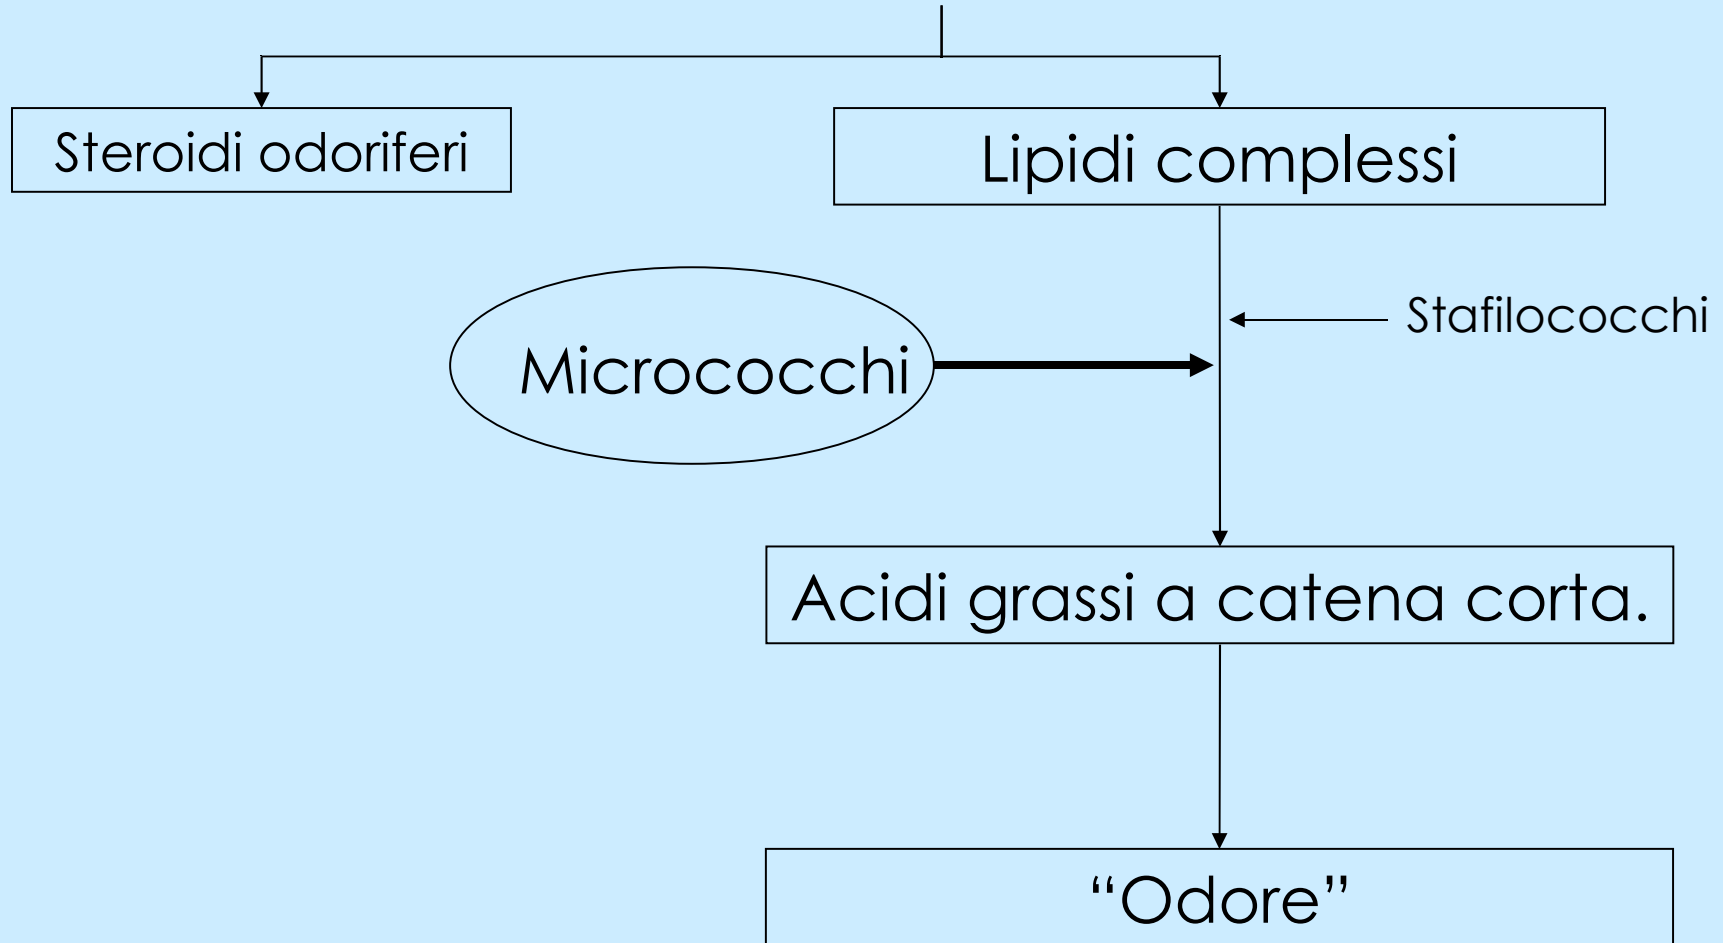 Steroidi odoriferi
Lipidi complessi
Stafilococchi
Micrococchi
Acidi grassi a catena corta.
“Odore”